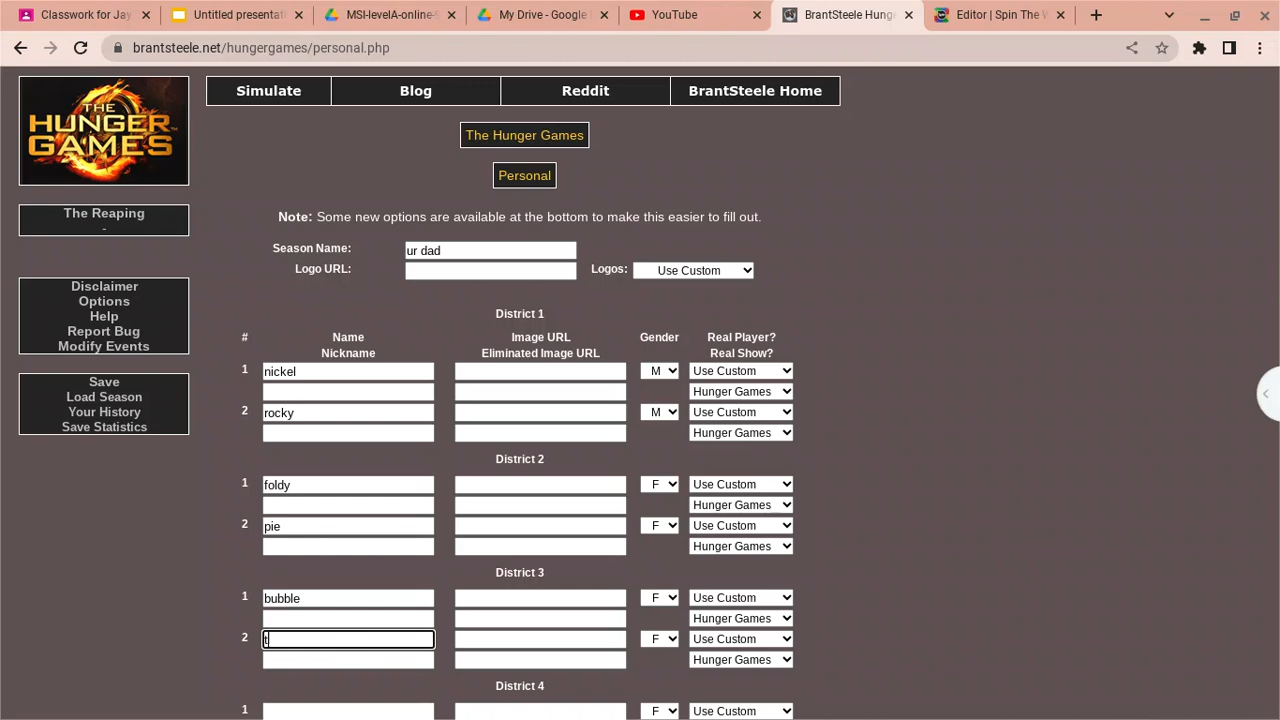 Classwork for Jay
Untitled presentat
MSI-levelA-online-
My Drive - Google
YouTube
BrantSteele Hung
Editor | Spin The W
brantsteele.net/hungergames/personal.php
THE HUNGER GAMES
Simulate Blog Reddit BrantSteele Home
The Hunger Games
Personal
The Reaping
-
Note: Some new options are available at the bottom to make this easier to fill out.
Season Name: ur dad
Logo URL: Logos: Use Custom
Disclaimer
Options
Help
Report Bug
Modify Events
Save
Load Season
Your History
Save Statistics
District 1
# Name Image URL Gender Real Player?
Nickname Eliminated Image URL Real Show?
1 nickel M Use Custom
Hunger Games
2 rocky M Use Custom
Hunger Games
District 2
1 foldy F Use Custom
Hunger Games
2 pie F Use Custom
Hunger Games
District 3
1 bubble F Use Custom
Hunger Games
2 t F Use Custom
Hunger Games
District 4
1 F Use Custom